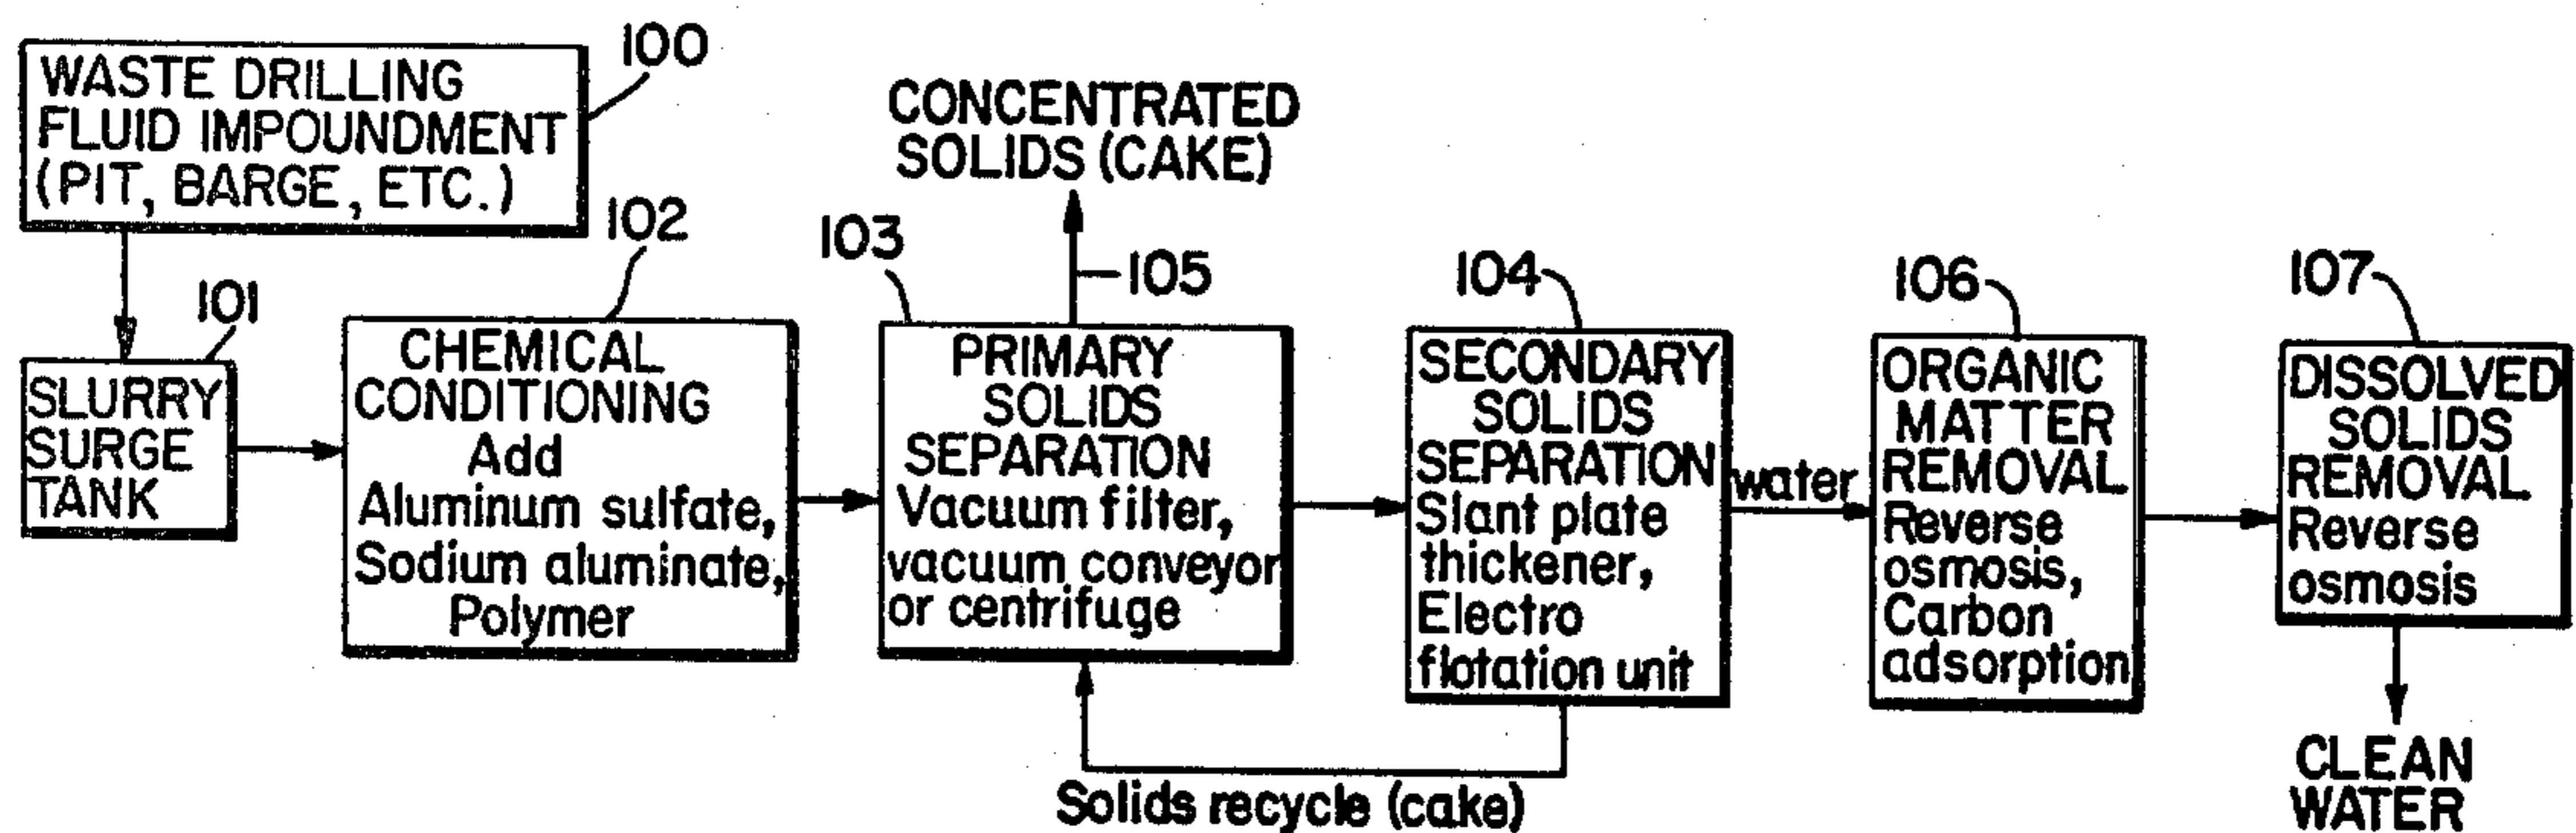 100
WASTE DRILLING
FLUID IMPOUNDMENT
(PIT, BARGE, ETC.)
101
SLURRY
SURGE
TANK
102
CHEMICAL
CONDITIONING
Add
Aluminum sulfate,
Sodium aluminate,
Polymer
CONCENTRATED
SOLIDS (CAKE)
105
103
PRIMARY
SOLIDS
SEPARATION
Vacuum filter,
vacuum conveyor
or centrifuge
104
SECONDARY
SOLIDS
SEPARATION
Slant plate
thickener,
Electro
flotation unit
Solids recycle (cake)
water
106
ORGANIC
MATTER
REMOVAL
Reverse
osmosis,
Carbon
adsorption
107
DISSOLVED
SOLIDS
REMOVAL
Reverse
osmosis
CLEAN
WATER